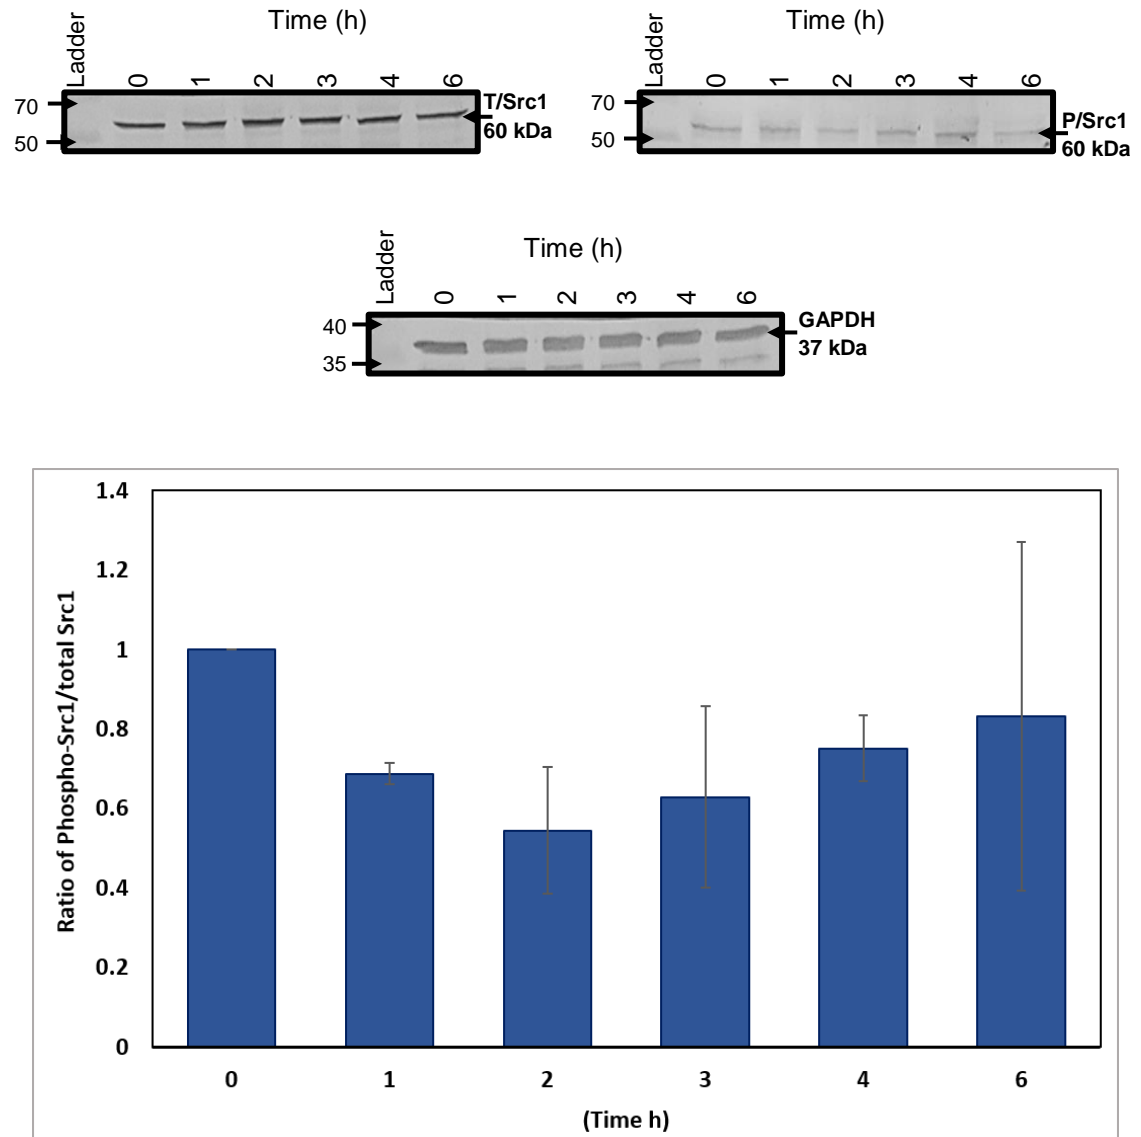 Time (h)
Ladder
0 1 2 3 4 6
70
50
T/Src1
60 kDa
Time (h)
Ladder
0 1 2 3 4 6
70
50
P/Src1
60 kDa
Time (h)
Ladder
0 1 2 3 4 6
40
35
GAPDH
37 kDa
Ratio of Phospho-Src1/total Src1
1.4
1.2
1
0.8
0.6
0.4
0.2
0
0 1 2 3 4 6
(Time h)